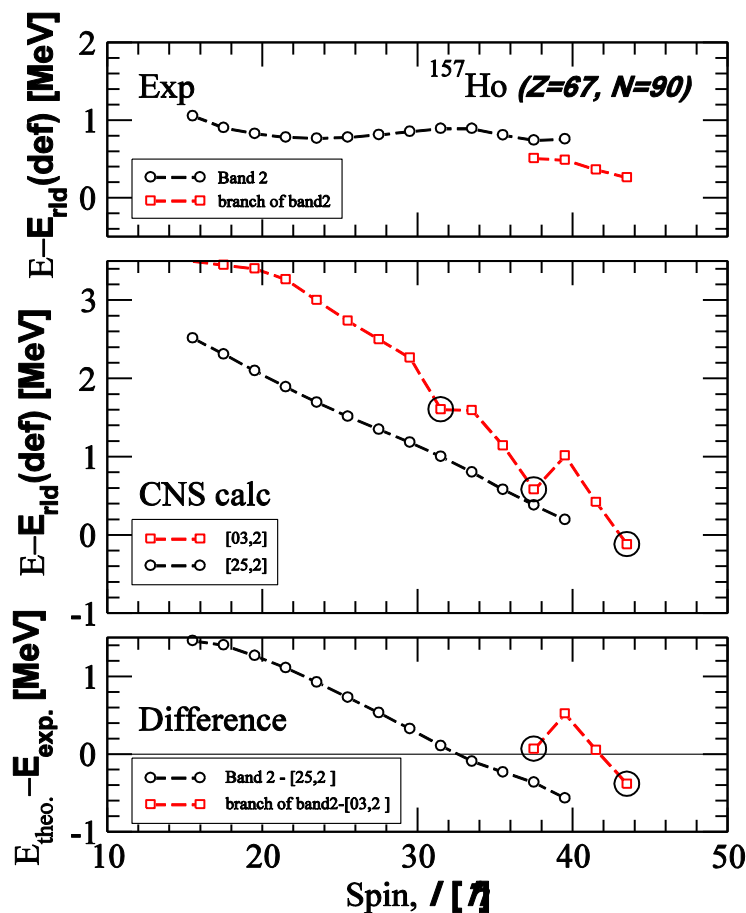 2
1
0
E−E_rld(def) [MeV]
Exp
¹⁵⁷Ho (Z=67, N=90)
Band 2
branch of band2
3
2
1
0
-1
E−E_rld(def) [MeV]
CNS calc
[03,2]
[25,2]
1
0
-1
E_theo.−E_exp. [MeV]
Difference
Band 2 - [25,2 ]
branch of band2-[03,2 ]
10 20 30 40 50
Spin, I [ħ]